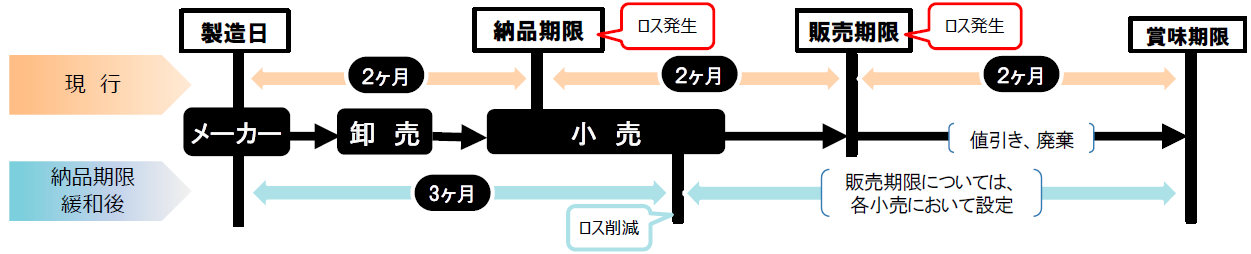 製造日
納品期限
ロス発生
販売期限
ロス発生
賞味期限
現 行
2ヶ月
2ヶ月
2ヶ月
メーカー
卸 売
小 売
値引き、廃棄
納品期限
緩和後
3ヶ月
販売期限については、
各小売において設定
ロス削減